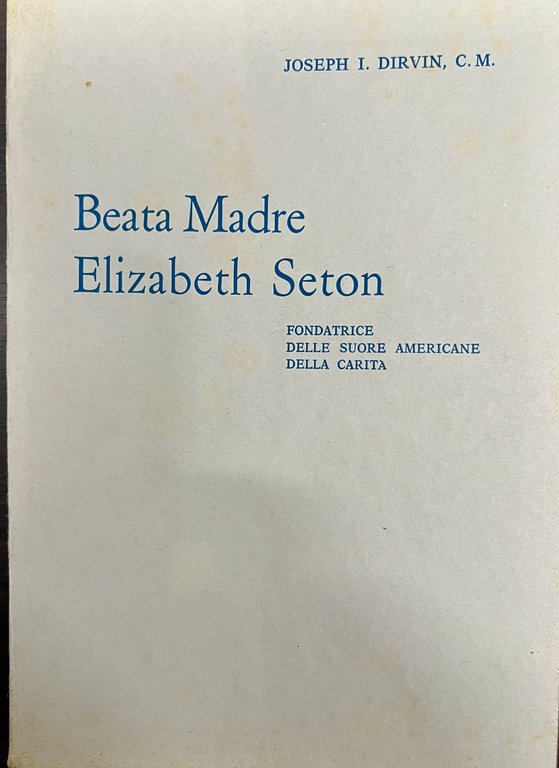 JOSEPH I. DIRVIN, C. M.
Beata Madre
Elizabeth Seton
FONDATRICE
DELLE SUORE AMERICANE
DELLA CARITA